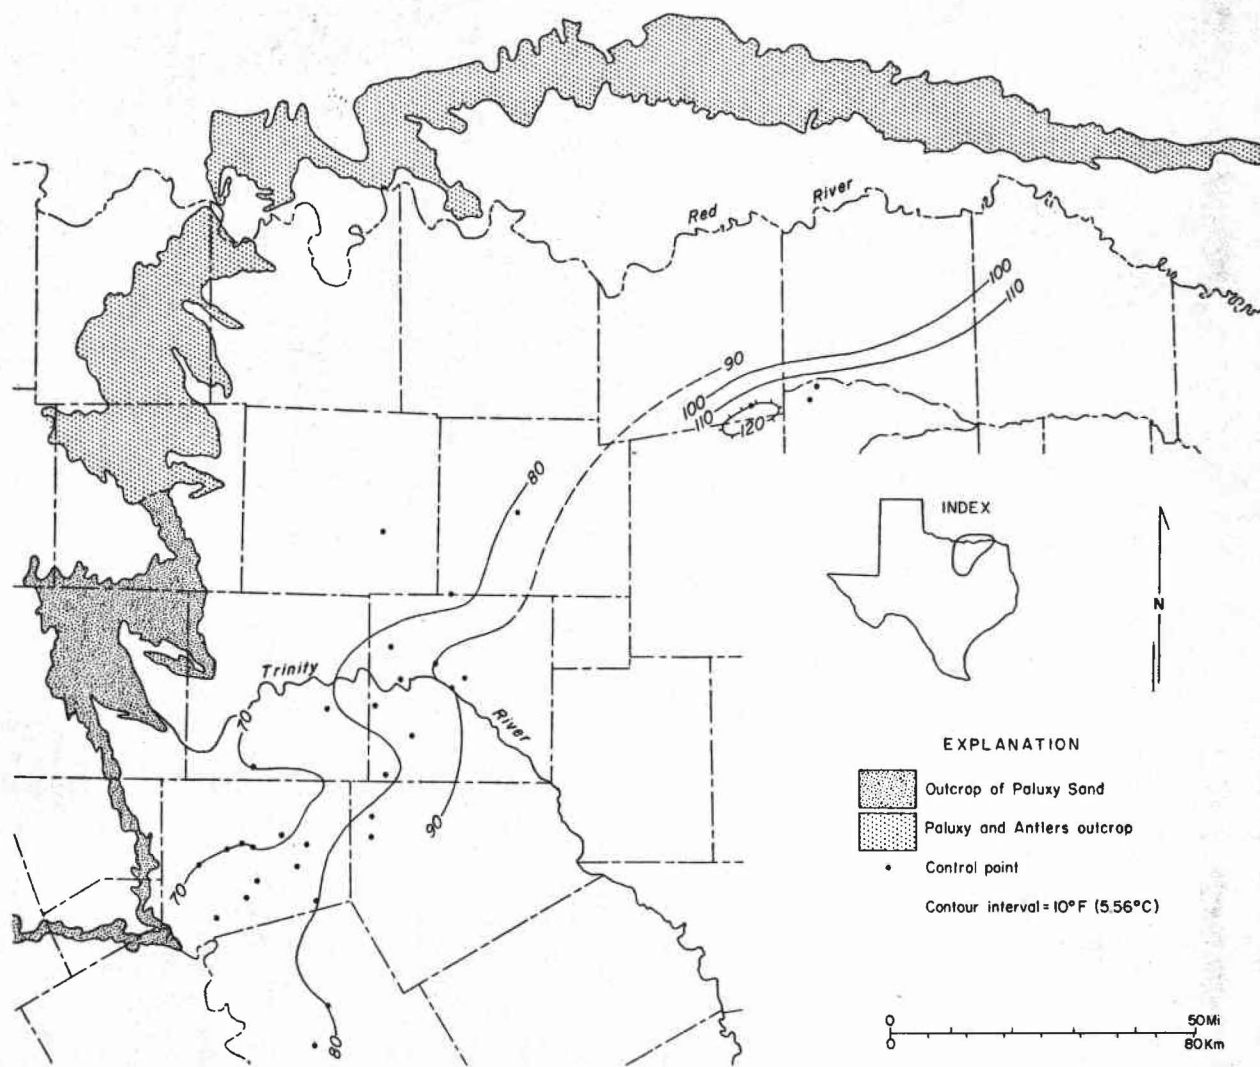 Red
River
100
110
90
100
110
120
80
INDEX
N
Trinity
River
70
EXPLANATION
Outcrop of Paluxy Sand
Paluxy and Antlers outcrop
Control point
Contour interval = 10°F (5.56°C)
90
70
80
0 50Mi
0 80Km